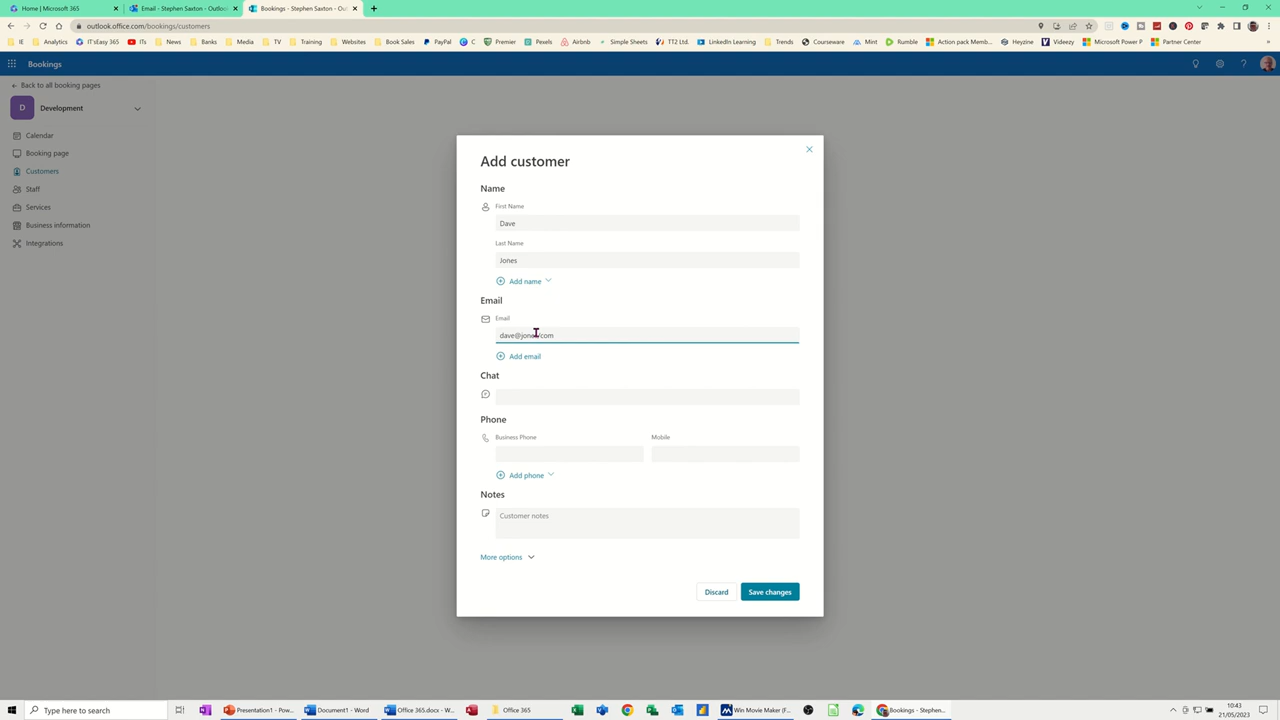 Home | Microsoft 365
Email - Stephen Saxton - Outloo
Bookings - Stephen Saxton - Outl
outlook.office.com/bookings/customers
IE
Analytics
IT'sEasy 365
ITs
News
Banks
Media
TV
Training
Websites
Book Sales
PayPal
C
Premier
Pexels
Airbnb
Simple Sheets
TT2 Ltd.
LinkedIn Learning
Trends
Courseware
Mint
Rumble
Action pack Memb...
Heyzine
Videezy
Microsoft Power P
Partner Center
Bookings
Back to all booking pages
D
Development
Calendar
Booking page
Customers
Staff
Services
Business information
Integrations
Add customer
Name
First Name
Dave
Last Name
Jones
Add name
Email
Email
Add email
Chat
Phone
Business Phone
Mobile
Add phone
Notes
Customer notes
More options
Discard
Save changes
Type here to search
Presentation1 - Po...
Document1 - Word
Office 365.docx - W...
Office 365
Win Movie Maker (F...
Bookings - Stephen...
10:43
21/05/2023